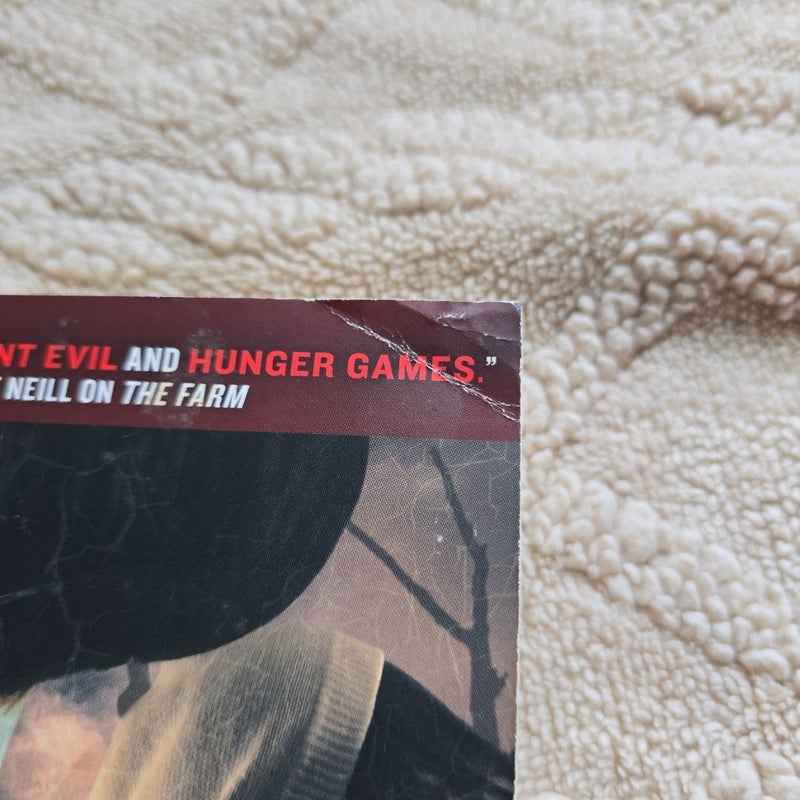 NT EVIL AND HUNGER GAMES.”
NEILL ON THE FARM